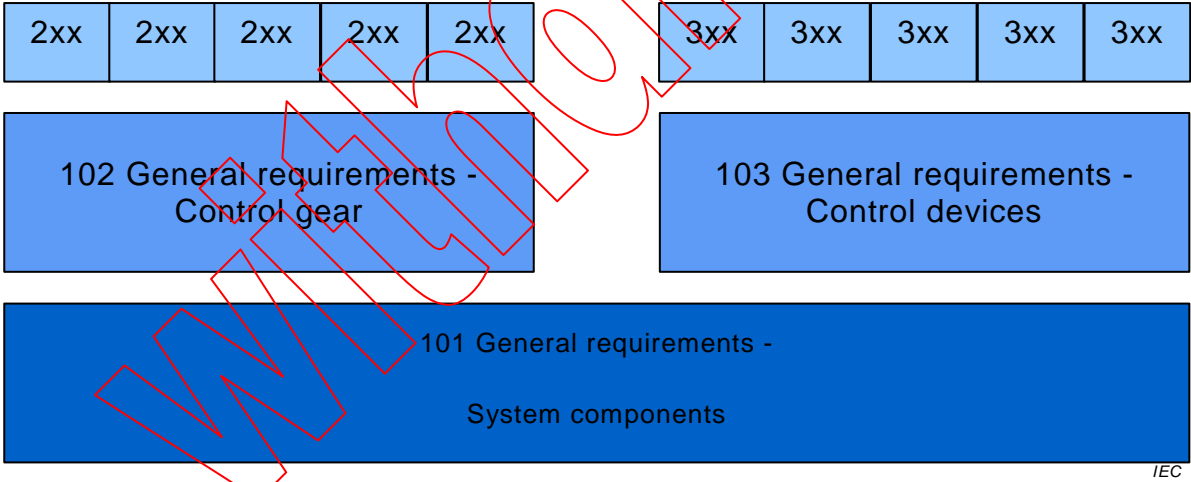 2xx 2xx 2xx 2xx 2xx 3xx 3xx 3xx 3xx 3xx
102 General requirements -
Control gear
103 General requirements -
Control devices
101 General requirements -
System components
IEC